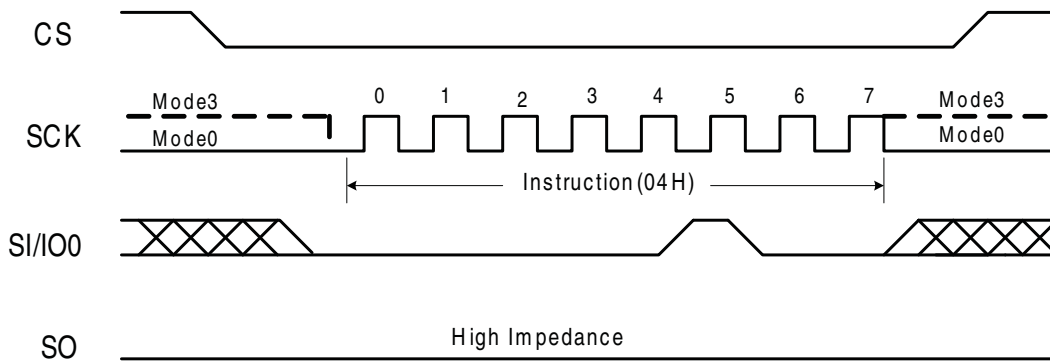 CS
0 1 2 3 4 5 6 7
Mode3 Mode3
SCK Mode0 Mode0
Instruction(04H)
SI/IO0
High Impedance
SO